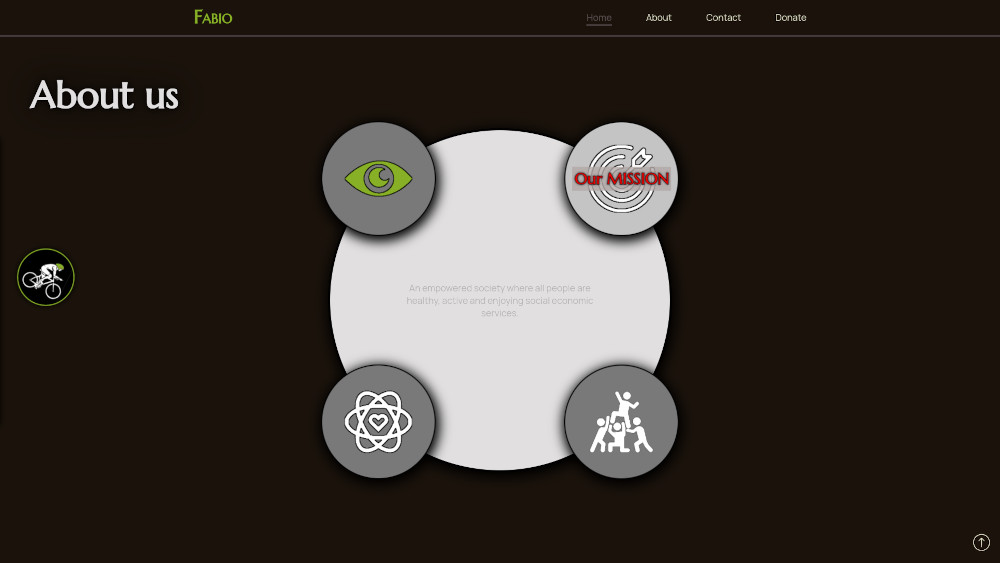 Fabio
Home About Contact Donate
About us
Our MISSION
An empowered society where all people are
healthy, active and enjoying social economic
services.